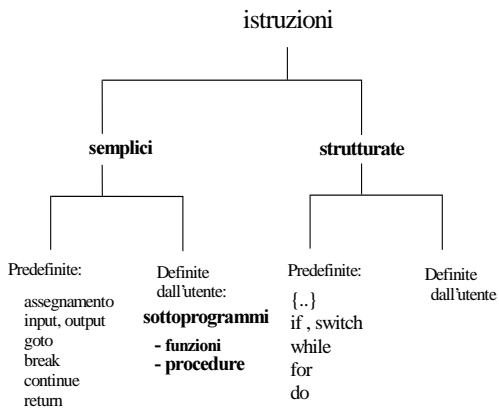 istruzioni
semplici
strutturate
Predefinite:
assegnamento
input, output
goto
break
continue
return
Definite
dall'utente:
sottoprogrammi
- funzioni
- procedure
Predefinite:
{..}
if , switch
while
for
do
Definite
dall'utente